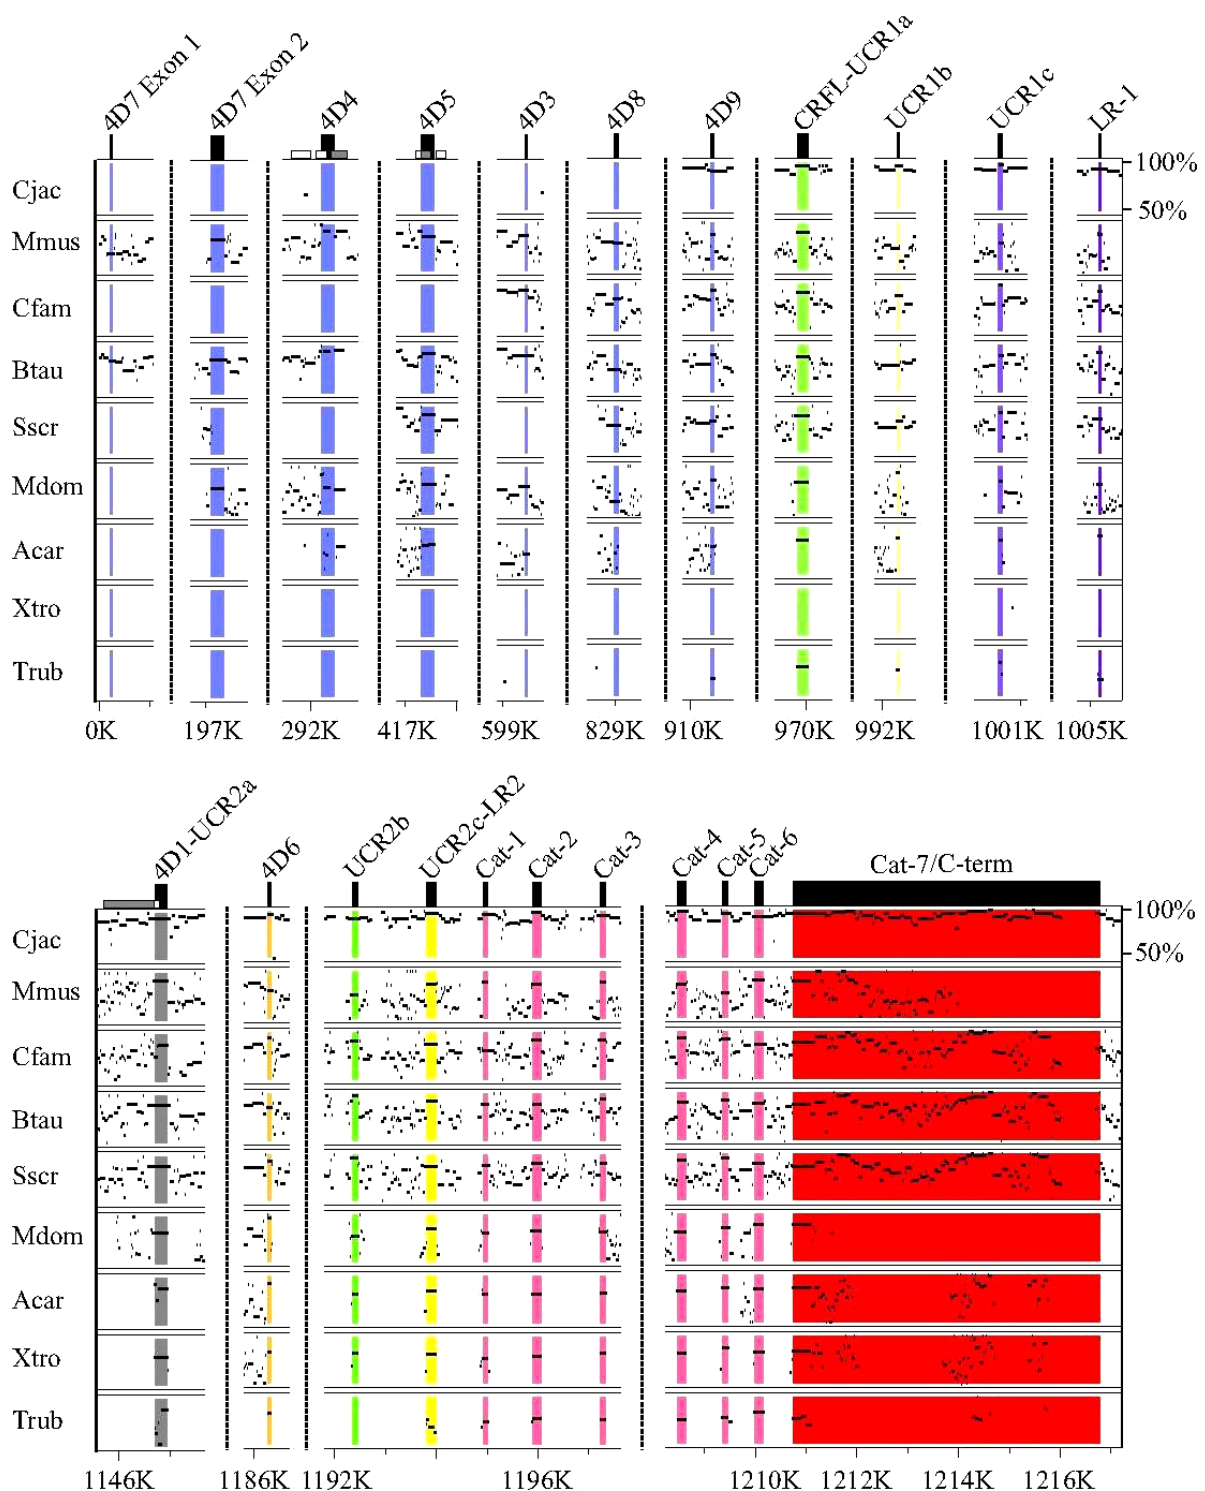 4D7 Exon 1 4D7 Exon 2 4D4 4D5 4D3 4D8 4D9 CRFL-UCR1a UCR1b UCR1c LR-1
100%
Cjac
50%
Mmus
Cfam
Btau
Sscr
Mdom
Acar
Xtro
Trub
0K 197K 292K 417K 599K 829K 910K 970K 992K 1001K 1005K
4D1-UCR2a 4D6 UCR2b UCR2c-LR2 Cat-1 Cat-2 Cat-3 Cat-4 Cat-5 Cat-6 Cat-7/C-term
100%
Cjac
50%
Mmus
Cfam
Btau
Sscr
Mdom
Acar
Xtro
Trub
1146K 1186K 1192K 1196K 1210K 1212K 1214K 1216K